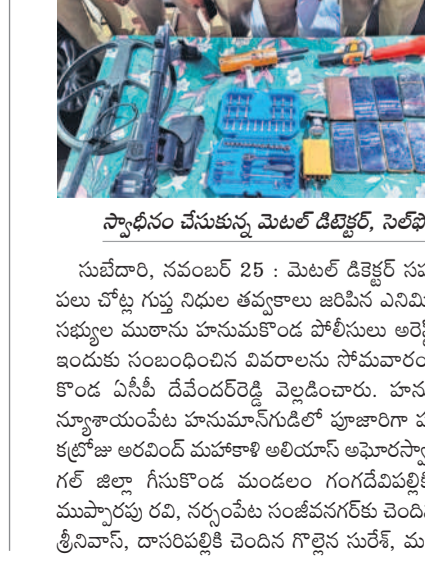 స్వాధీనం చేసుకున్న మెటల్ డిటెక్టర్, సెల్‌ఫో
సుబేదారి, నవంబర్ 25 : మెటల్ డికెక్టర్ సహ
పలు చోట్ల గుప్త నిధుల తవ్వకాలు జరిపిన ఎనిమి
సభ్యుల ముఠాను హనుమకొండ పోలీసులు అరెస్ట్
ఇందుకు సంబంధించిన వివరాలను సోమవారం
కొండ ఏసీపీ దేవేందర్‌రెడ్డి వెల్లడించారు. హను
న్యూశాయంపేట హనుమాన్‌గుడిలో పూజారిగా ప
కట్రోజు అరవింద్ మహాకాళి అలియాస్ అఘోరస్వా
గల్ జిల్లా గీసుకొండ మండలం గంగదేవిపల్లికి
ముప్పారపు రవి, నర్సంపేట సంజీవనగర్‌కు చెందిన
శ్రీనివాస్, దాసరిపల్లికి చెందిన గొల్లెన సురేశ్, మ